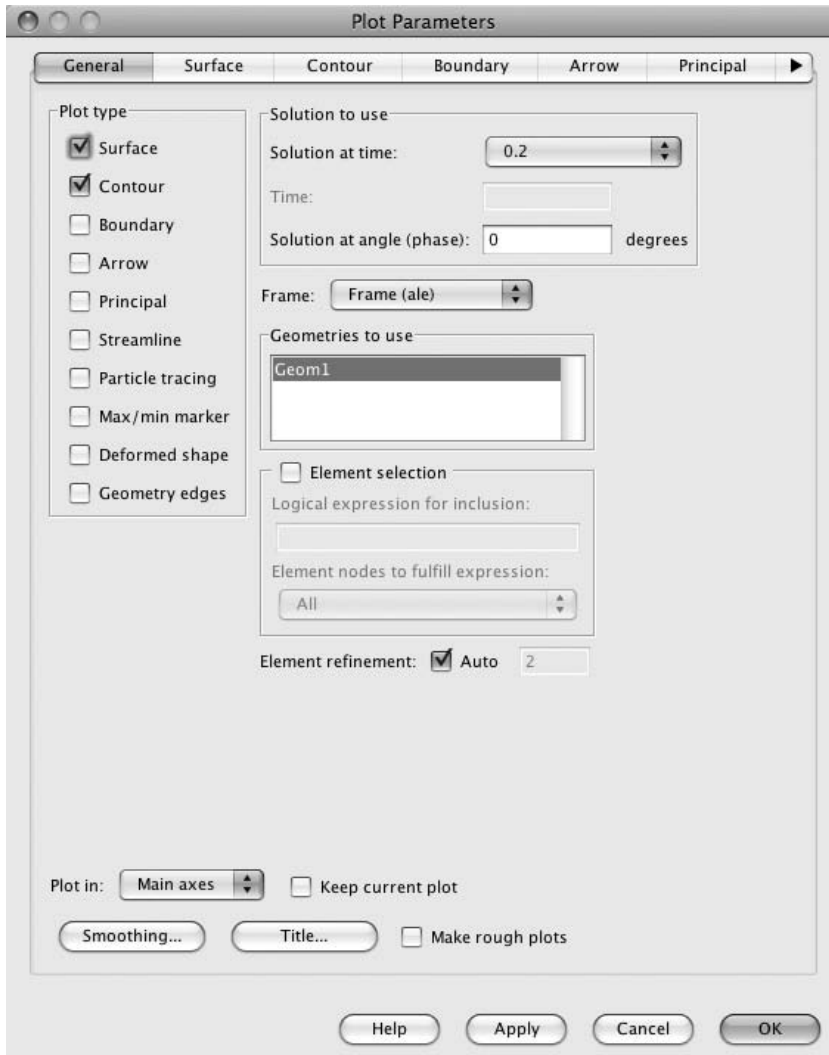 Plot Parameters
General Surface Contour Boundary Arrow Principal
Plot type
Surface
Contour
Boundary
Arrow
Principal
Streamline
Particle tracing
Max/min marker
Deformed shape
Geometry edges
Solution to use
Solution at time: 0.2
Time:
Solution at angle (phase): 0 degrees
Frame: Frame (ale)
Geometries to use
Geom1
Element selection
Logical expression for inclusion:
Element nodes to fulfill expression:
All
Element refinement: Auto 2
Plot in: Main axes Keep current plot
Smoothing... Title... Make rough plots
Help Apply Cancel OK